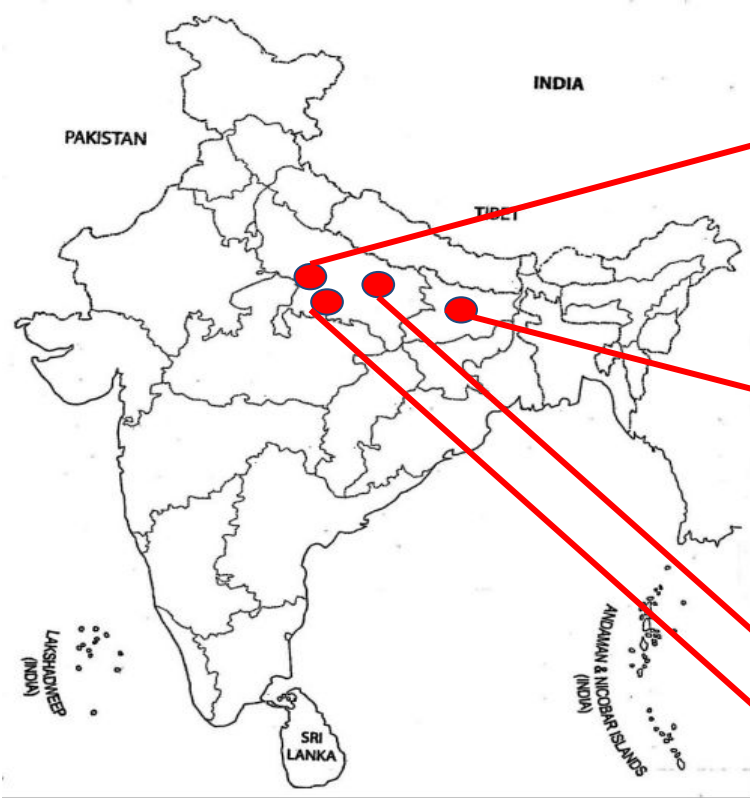 INDIA
PAKISTAN
TIBET
LAKSHADWEEP
(INDIA)
ANDAMAN & NICOBAR ISLANDS
(INDIA)
SRI
LANKA